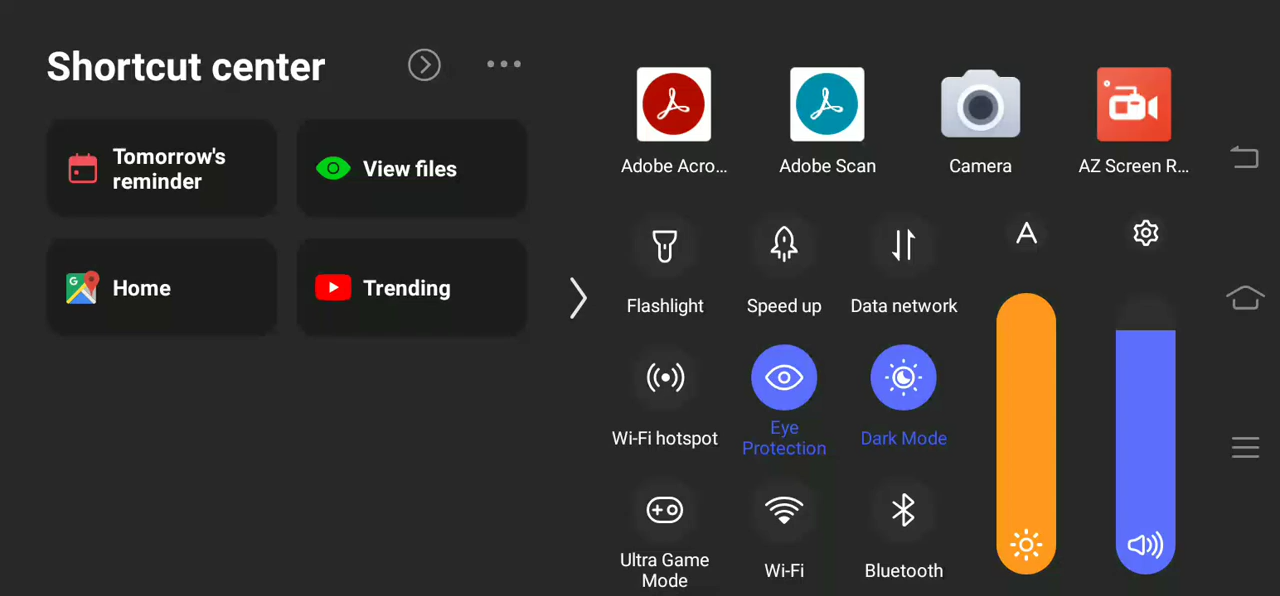 Shortcut center
Tomorrow's
reminder
View files
Home
Trending
Adobe Acro...
Adobe Scan
Camera
AZ Screen R...
A
Flashlight
Speed up
Data network
Wi-Fi hotspot
Eye
Protection
Dark Mode
Ultra Game
Mode
Wi-Fi
Bluetooth